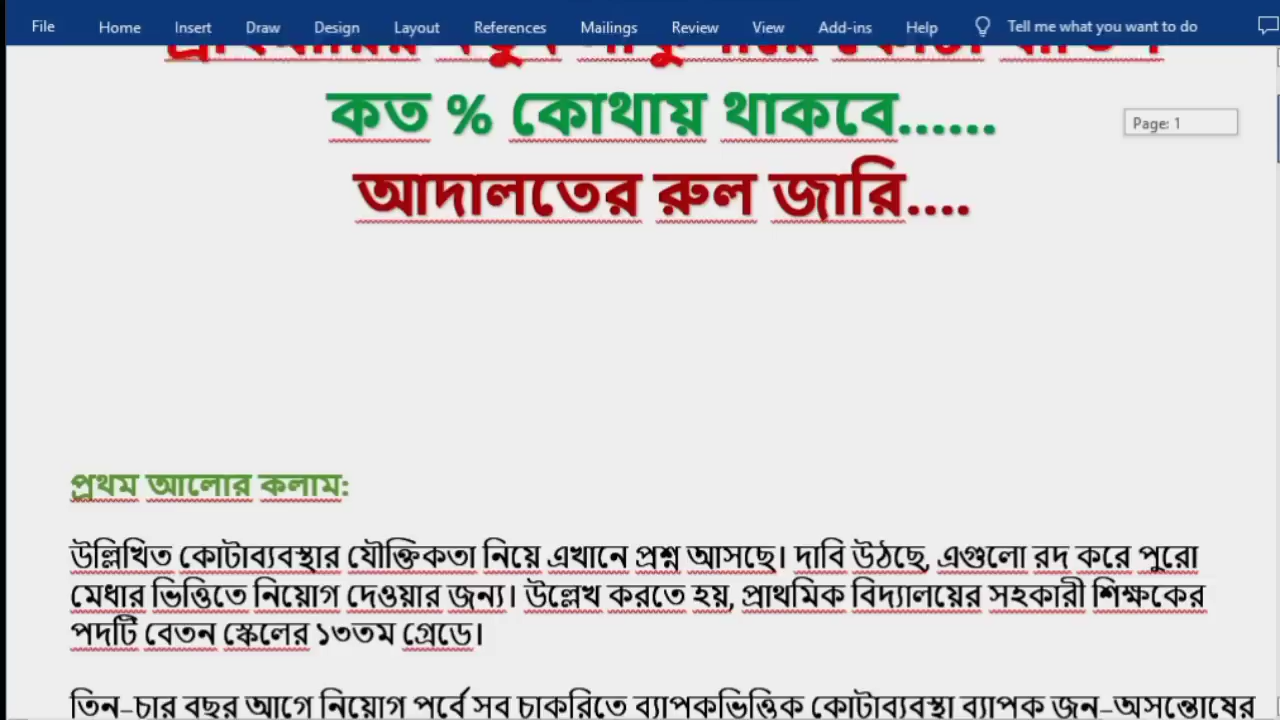 File Home Insert Draw Design Layout References Mailings Review View Add-ins Help Tell me what you want to do
কত % কোথায় থাকবে......
Page: 1
আদালতের রুল জারি....
প্রথম আলোর কলাম:
উল্লিখিত কোটাব্যবস্থার যৌক্তিকতা নিয়ে এখানে প্রশ্ন আসছে। দাবি উঠছে, এগুলো রদ করে পুরো
মেধার ভিত্তিতে নিয়োগ দেওয়ার জন্য। উল্লেখ করতে হয়, প্রাথমিক বিদ্যালয়ের সহকারী শিক্ষকের
পদটি বেতন স্কেলের ১৩তম গ্রেডে।
তিন-চার বছর আগে নিয়োগ পর্বে সব চাকরিতে ব্যাপকভিত্তিক কোটাব্যবস্থা ব্যাপক জন-অসন্তোষের